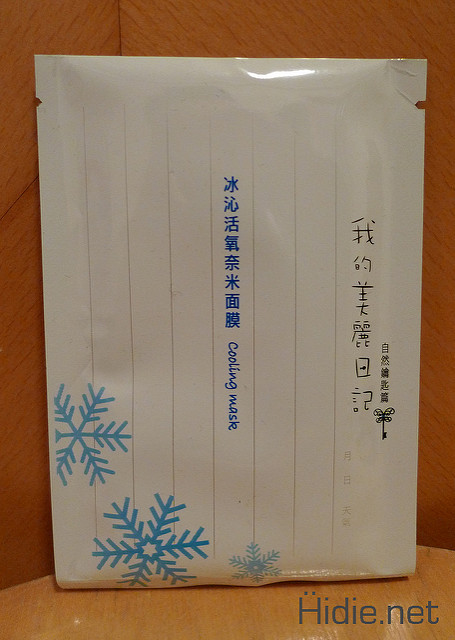 我的美麗日記
自然鑰匙篇
月 日 天氣
冰沁活氧奈米面膜 Cooling mask
Hidie.net